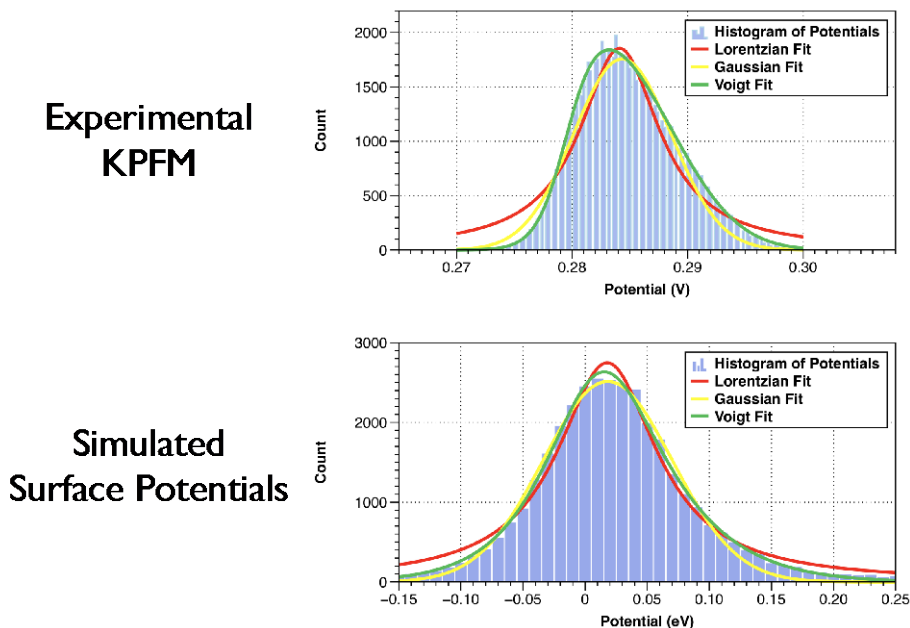 Experimental
KPFM
2000
1500
1000
500
0
Count
0.27
0.28
0.29
0.30
Potential (V)
Histogram of Potentials
Lorentzian Fit
Gaussian Fit
Voigt Fit
Simulated
Surface Potentials
3000
2000
1000
0
Count
−0.15
−0.10
−0.05
0
0.05
0.10
0.15
0.20
0.25
Potential (eV)
Histogram of Potentials
Lorentzian Fit
Gaussian Fit
Voigt Fit